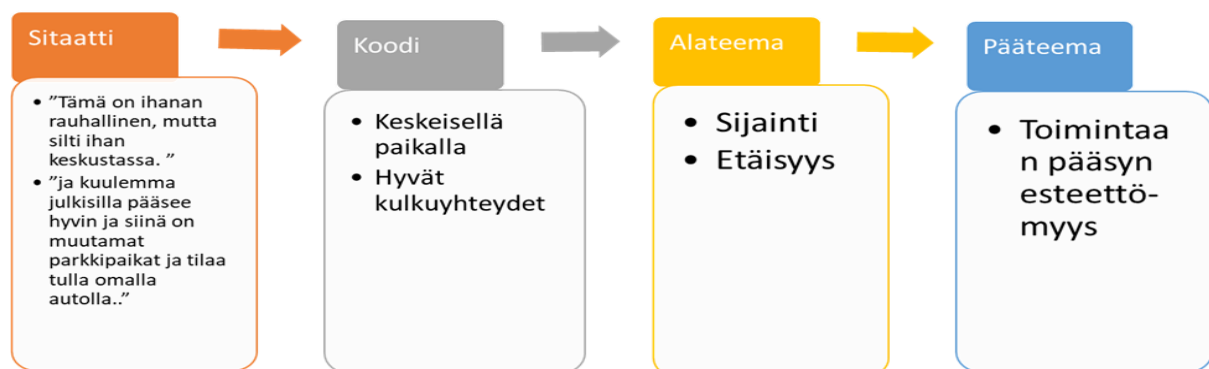 Sitaatti
• ”Tämä on ihanan
rauhallinen, mutta
silti ihan
keskustassa. ”
• ”ja kuulemma
julkisilla pääsee
hyvin ja siinä on
muutamat
parkkipaikat ja tilaa
tulla omalla
autolla..”
Koodi
• Keskeisellä
paikalla
• Hyvät
kulkuyhteydet
Alateema
• Sijainti
• Etäisyys
Pääteema
• Toimintaa
n pääsyn
esteettö-
myys